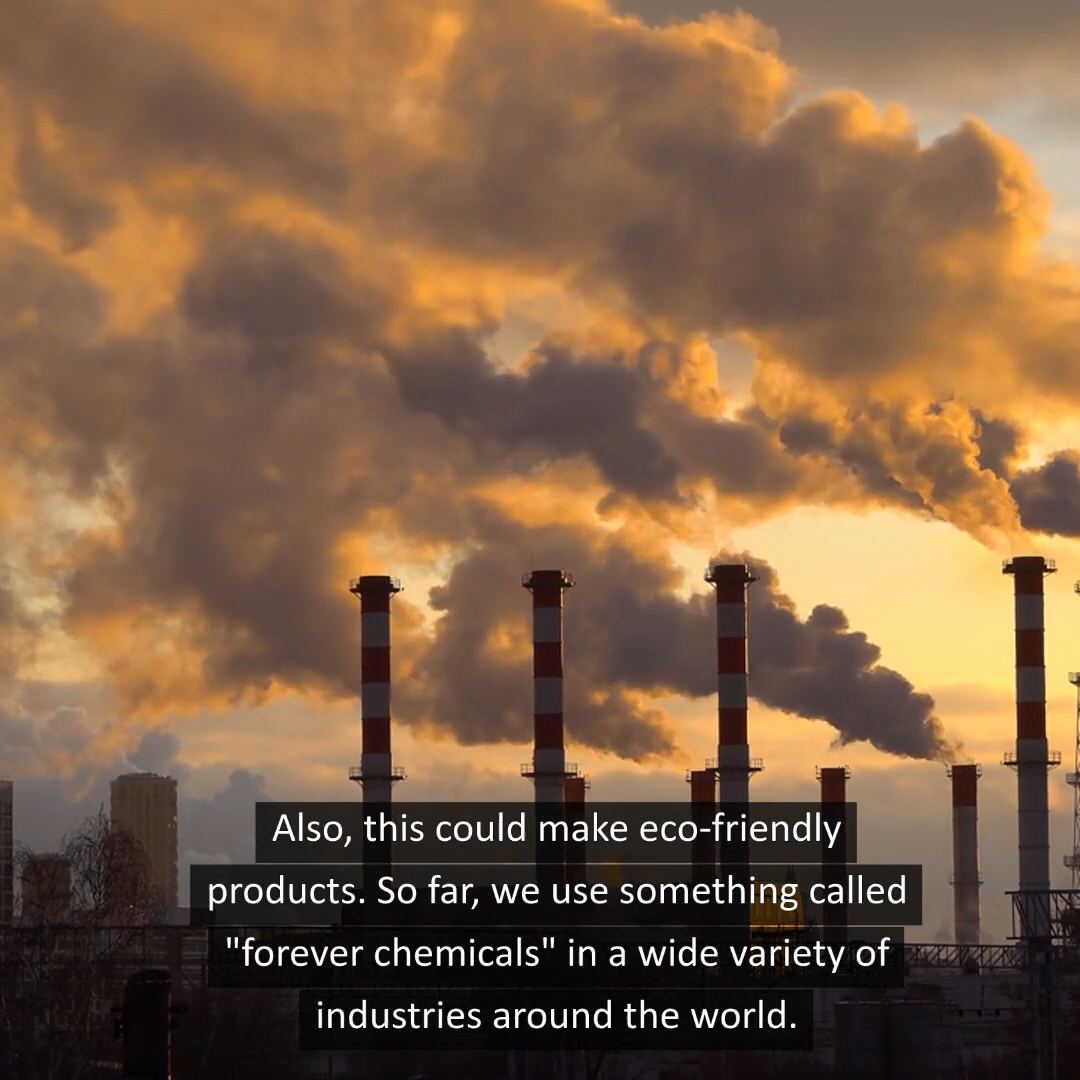 Also, this could make eco-friendly
products. So far, we use something called
"forever chemicals" in a wide variety of
industries around the world.